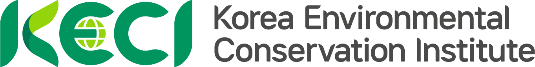 KECI
Korea Environmental
Conservation Institute